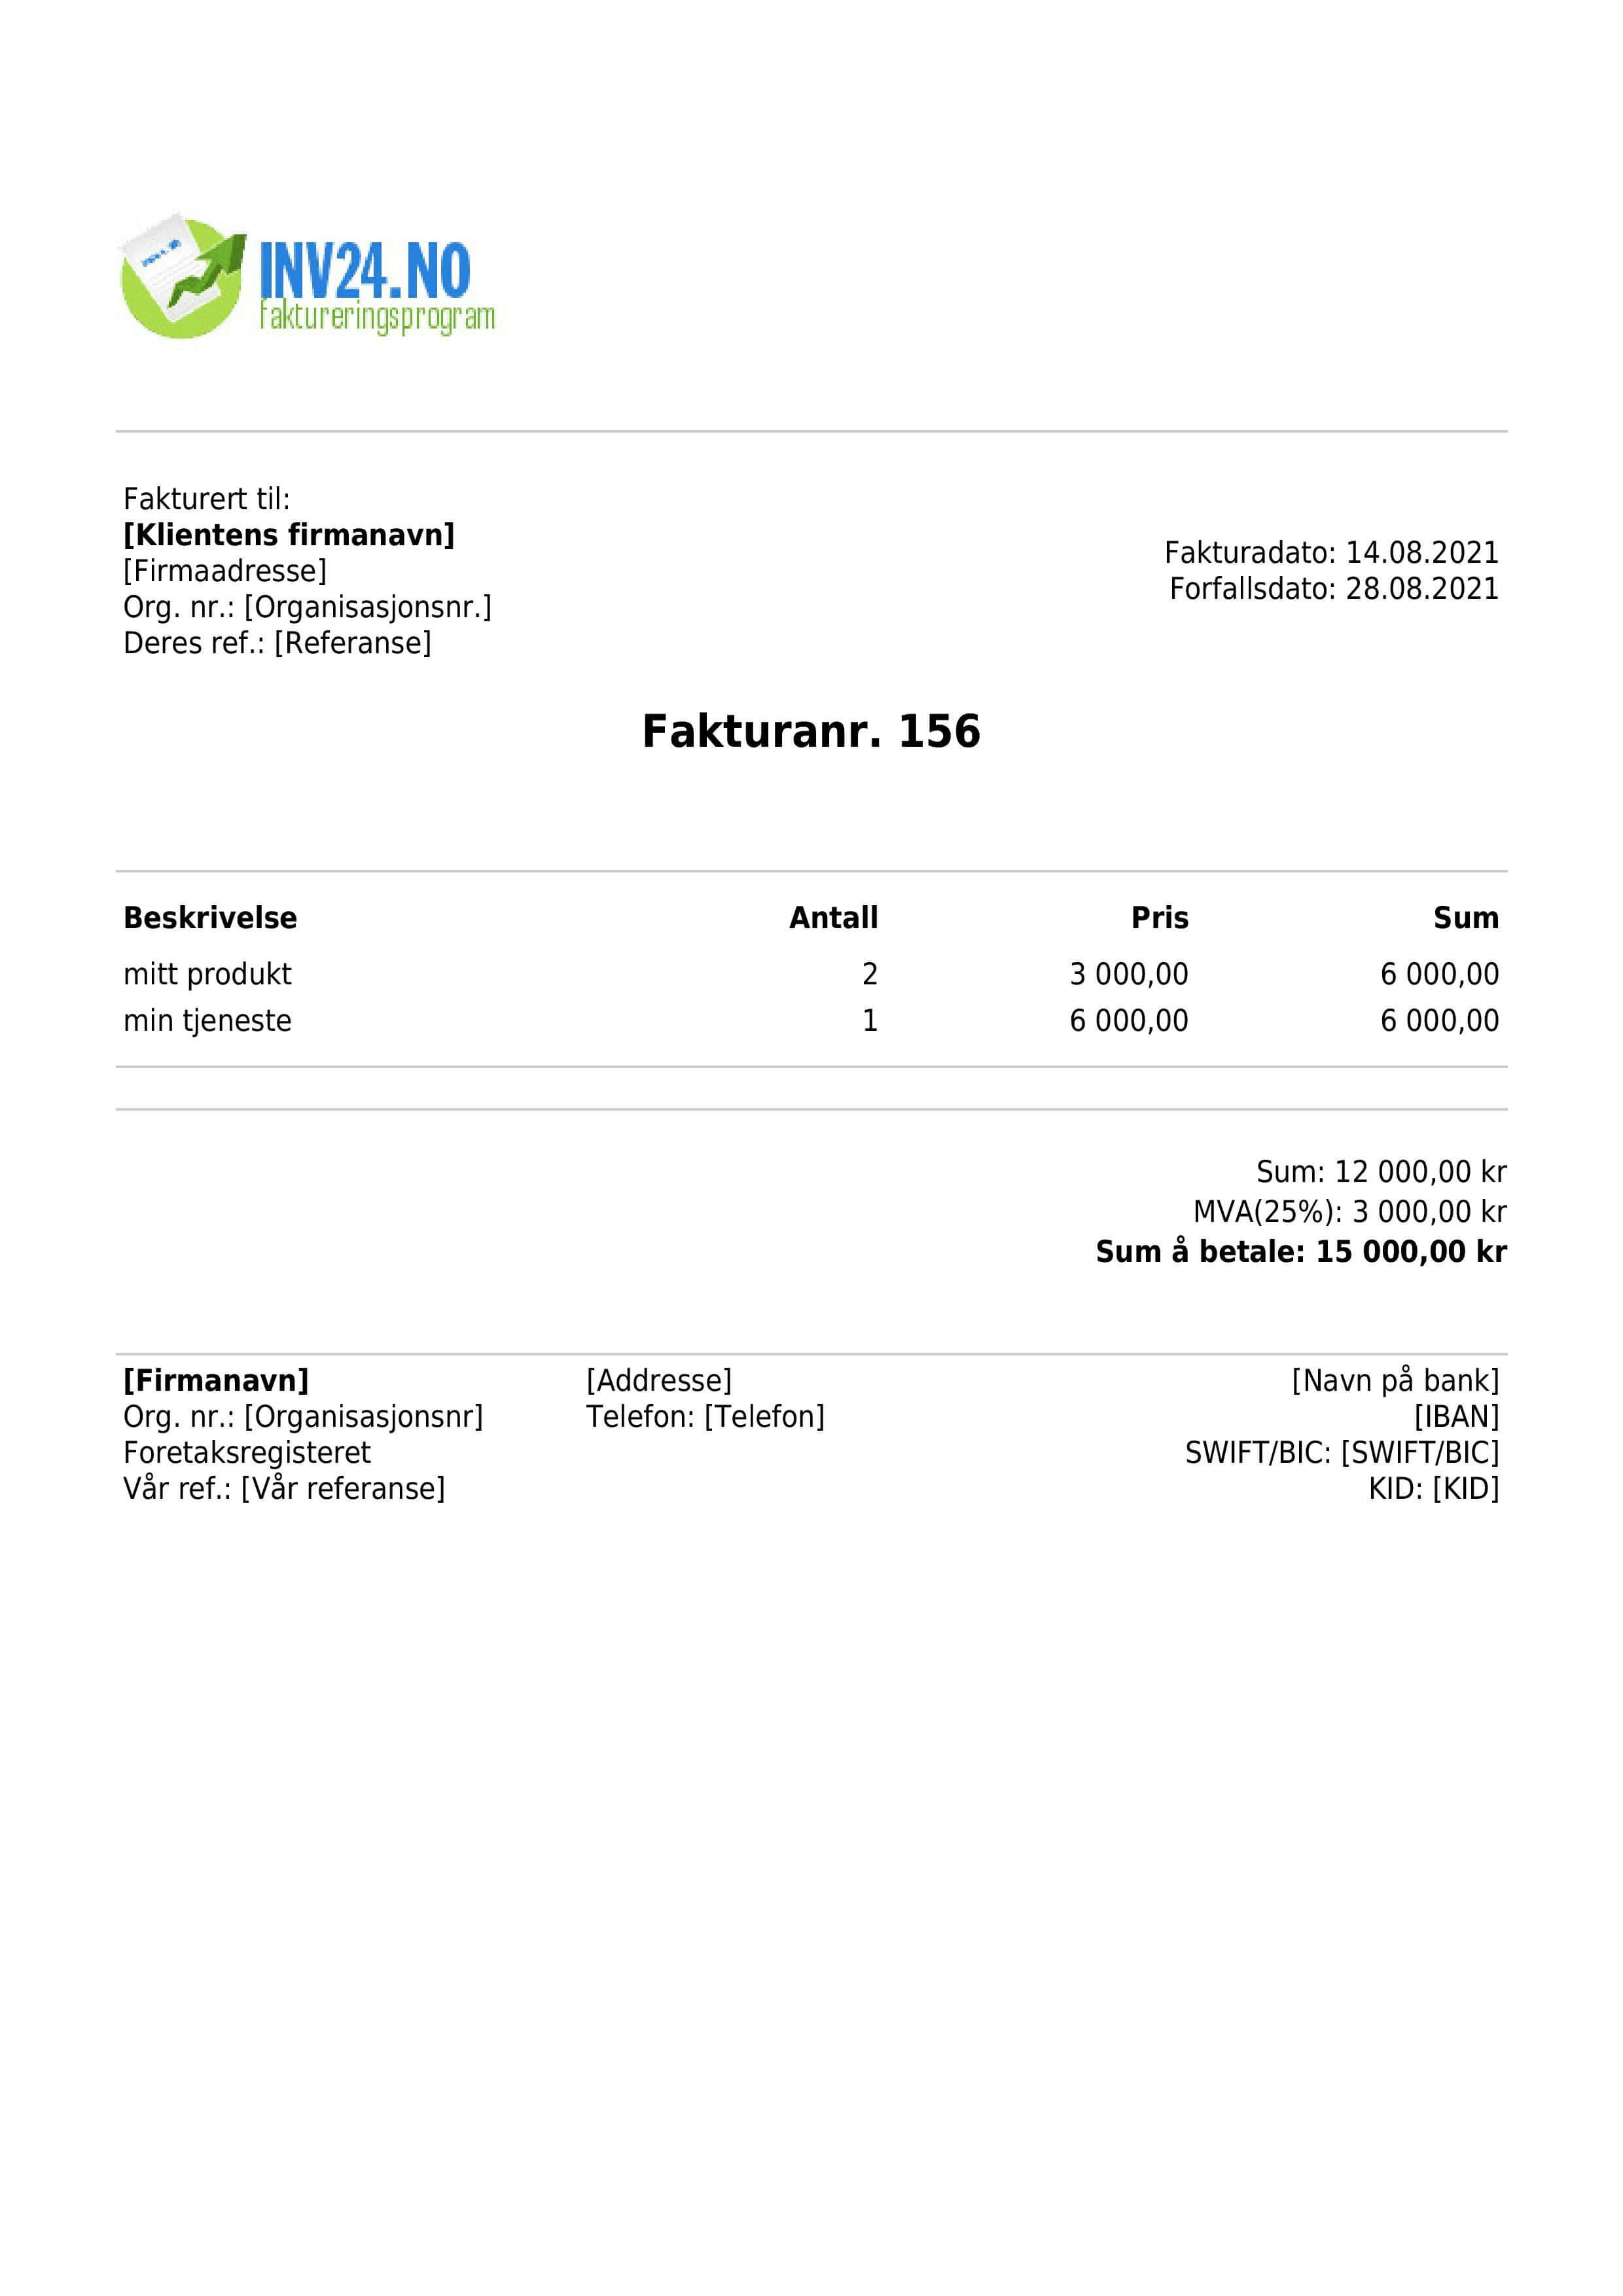 INV24.NO
faktureringsprogram
Fakturert til:
[Klientens firmanavn]
[Firmaadresse]
Org. nr.: [Organisasjonsnr.]
Deres ref.: [Referanse]
Fakturadato: 14.08.2021
Forfallsdato: 28.08.2021
Fakturanr. 156
Beskrivelse Antall Pris Sum
mitt produkt 2 3 000,00 6 000,00
min tjeneste 1 6 000,00 6 000,00
Sum: 12 000,00 kr
MVA(25%): 3 000,00 kr
Sum å betale: 15 000,00 kr
[Firmanavn] [Addresse] [Navn på bank]
Org. nr.: [Organisasjonsnr] Telefon: [Telefon] [IBAN]
Foretaksregisteret SWIFT/BIC: [SWIFT/BIC]
Vår ref.: [Vår referanse] KID: [KID]